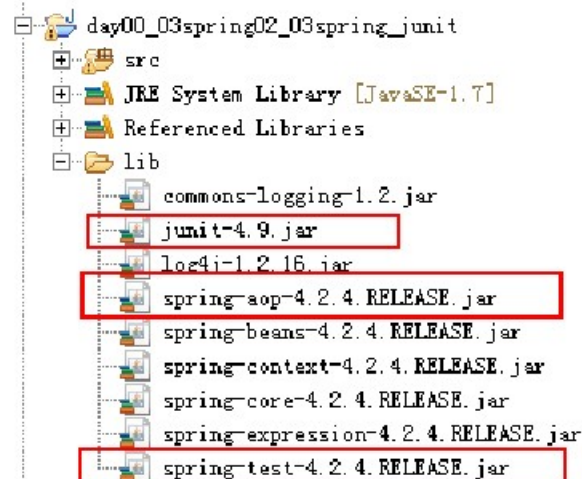 day00_03spring02_03spring_junit
src
JRE System Library [JavaSE-1.7]
Referenced Libraries
lib
commons-logging-1.2.jar
junit-4.9.jar
log4j-1.2.16.jar
spring-aop-4.2.4.RELEASE.jar
spring-beans-4.2.4.RELEASE.jar
spring-context-4.2.4.RELEASE.jar
spring-core-4.2.4.RELEASE.jar
spring-expression-4.2.4.RELEASE.jar
spring-test-4.2.4.RELEASE.jar